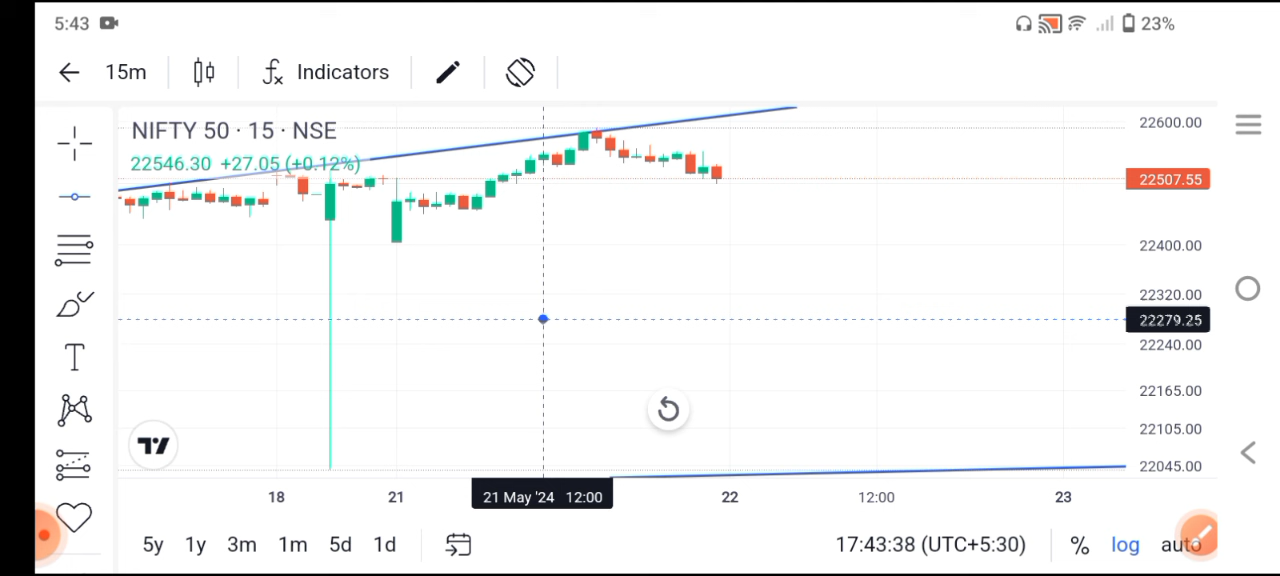 5:43 23%
15m Indicators
NIFTY 50 · 15 · NSE
22546.30 +27.05 (+0.12%)
22600.00
22507.55
22400.00
22320.00
22279.25
22240.00
22165.00
22105.00
22045.00
T
18 21 21 May '24 12:00 22 12:00 23
5y 1y 3m 1m 5d 1d 17:43:38 (UTC+5:30) % log auto